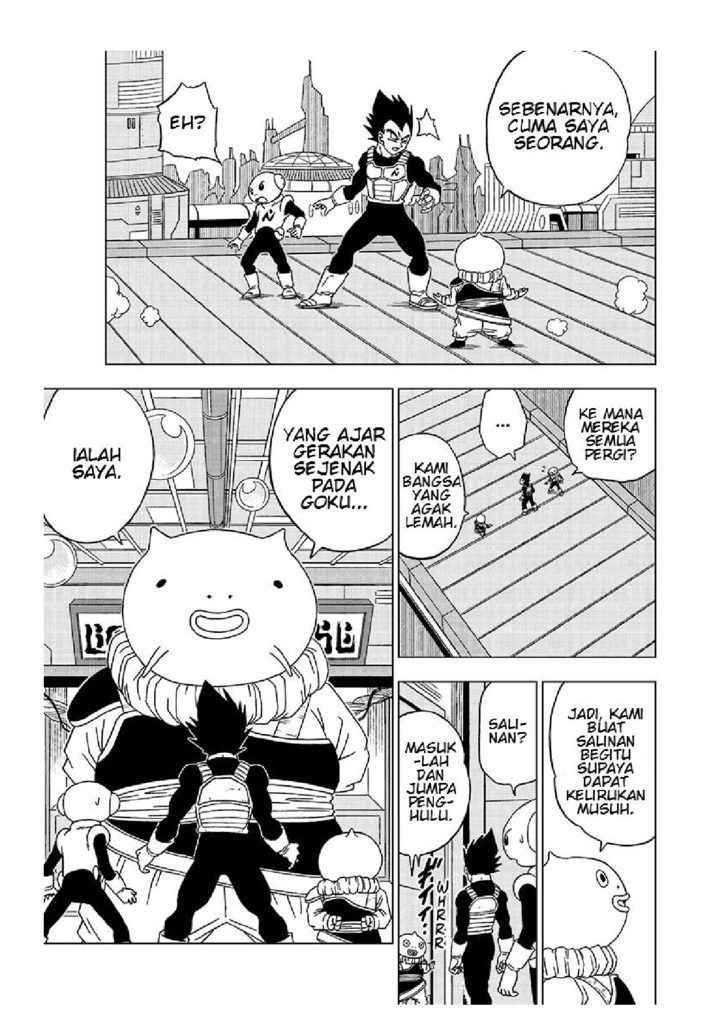 SEBENARNYA,
CUMA SAYA
SEORANG.
EH?
KE MANA
MEREKA
SEMUA
PERGI?
...
KAMI
BANGSA
YANG
AGAK
LEMAH.
JADI, KAMI
BUAT
SALINAN
BEGITU
SUPAYA
DAPAT
KELIRUKAN
MUSUH.
SALI-
NAN?
MASUK
-LAH
DAN
JUMPA
PENG-
HULU.
WHRRRR
YANG AJAR
GERAKAN
SEJENAK
PADA
GOKU...
IALAH
SAYA.